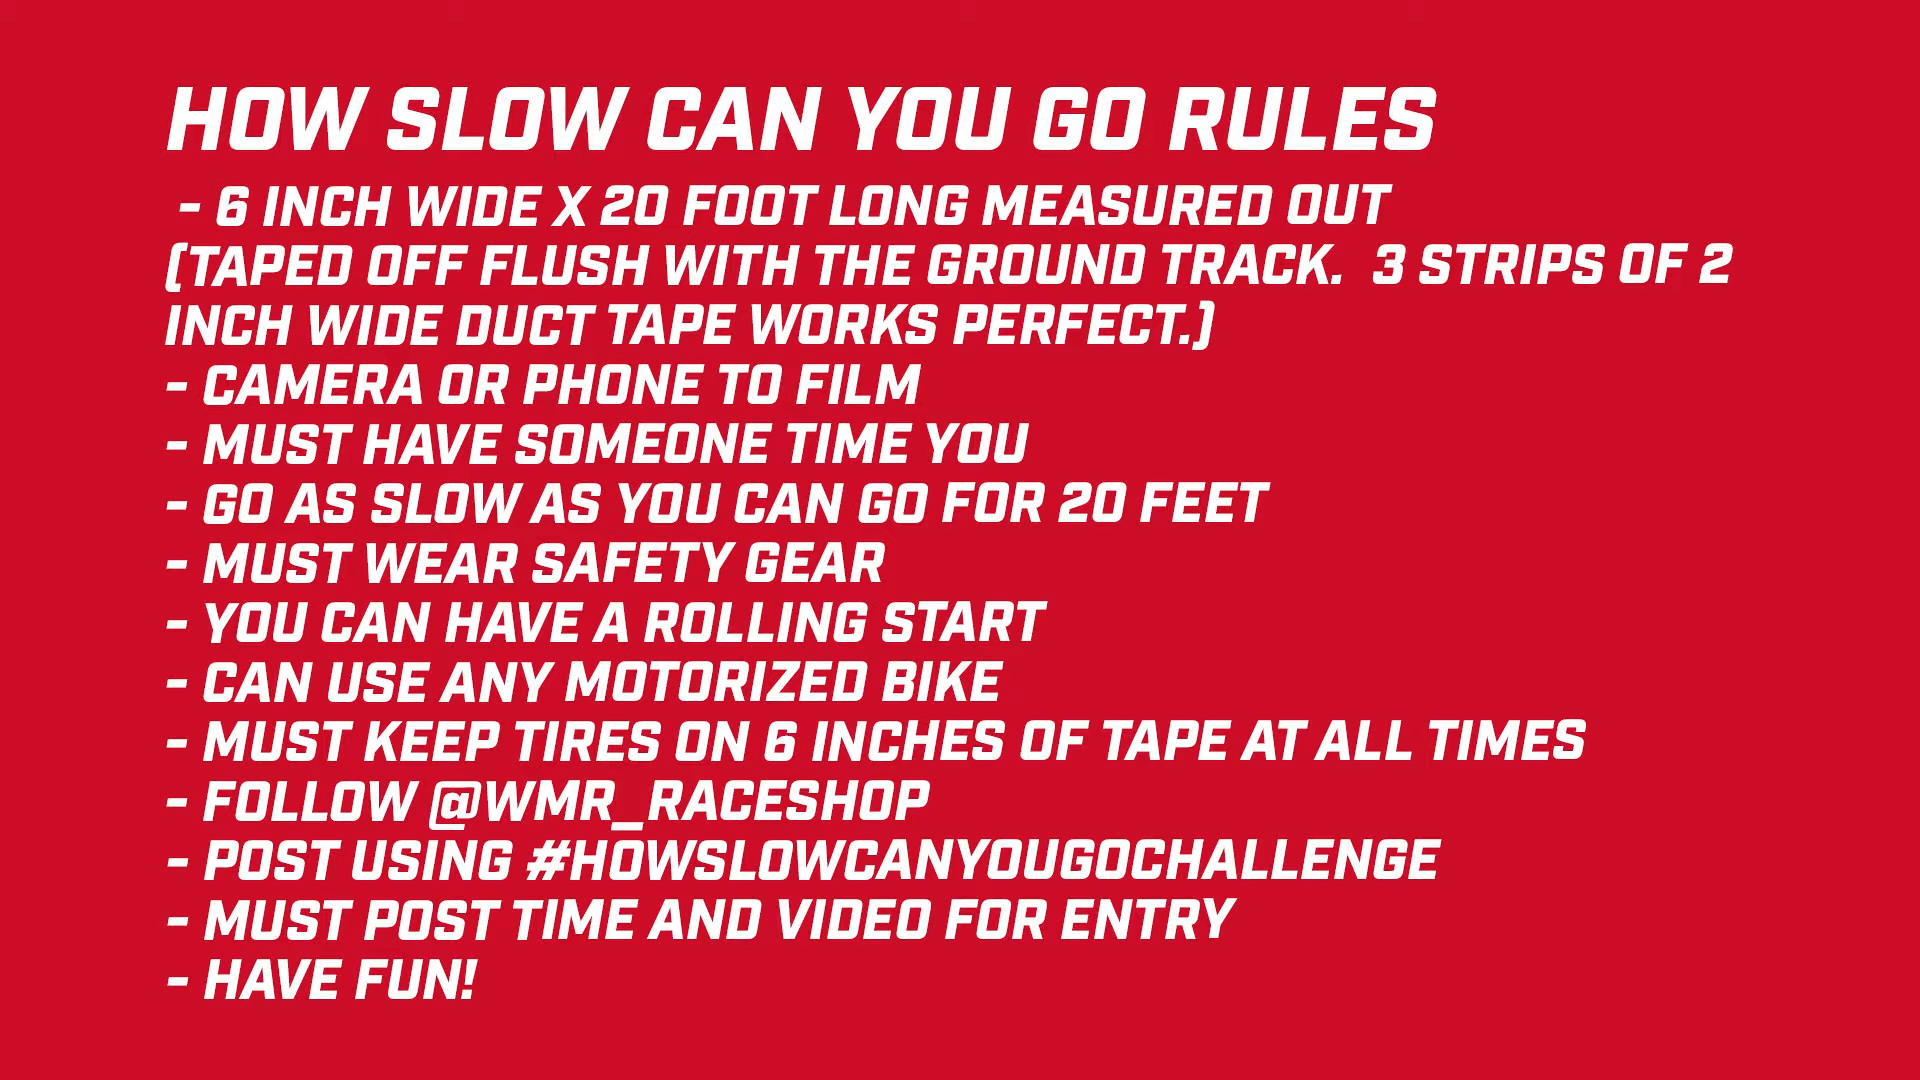 HOW SLOW CAN YOU GO RULES
- 6 INCH WIDE X 20 FOOT LONG MEASURED OUT
(TAPED OFF FLUSH WITH THE GROUND TRACK.  3 STRIPS OF 2
INCH WIDE DUCT TAPE WORKS PERFECT.)
- CAMERA OR PHONE TO FILM
- MUST HAVE SOMEONE TIME YOU
- GO AS SLOW AS YOU CAN GO FOR 20 FEET
- MUST WEAR SAFETY GEAR
- YOU CAN HAVE A ROLLING START
- CAN USE ANY MOTORIZED BIKE
- MUST KEEP TIRES ON 6 INCHES OF TAPE AT ALL TIMES
- FOLLOW @WMR_RACESHOP
- POST USING #HOWSLOWCANYOUGOCHALLENGE
- MUST POST TIME AND VIDEO FOR ENTRY
- HAVE FUN!